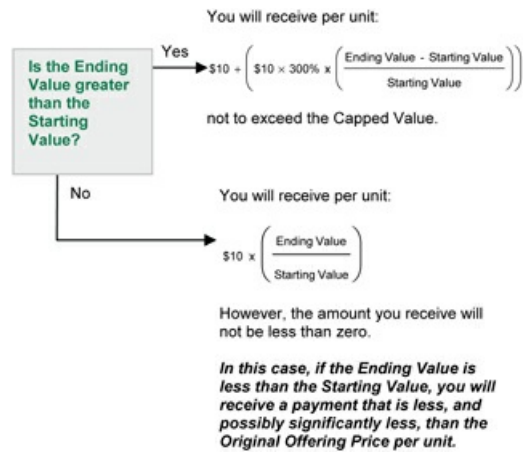 You will receive per unit:
Is the Ending
Value greater
than the
Starting
Value?
Yes
$10 + ( $10 × 300% x ( Ending Value - Starting Value
Starting Value ) )
not to exceed the Capped Value.
No
You will receive per unit:
$10 x ( Ending Value
Starting Value )
However, the amount you receive will
not be less than zero.
In this case, if the Ending Value is
less than the Starting Value, you will
receive a payment that is less, and
possibly significantly less, than the
Original Offering Price per unit.